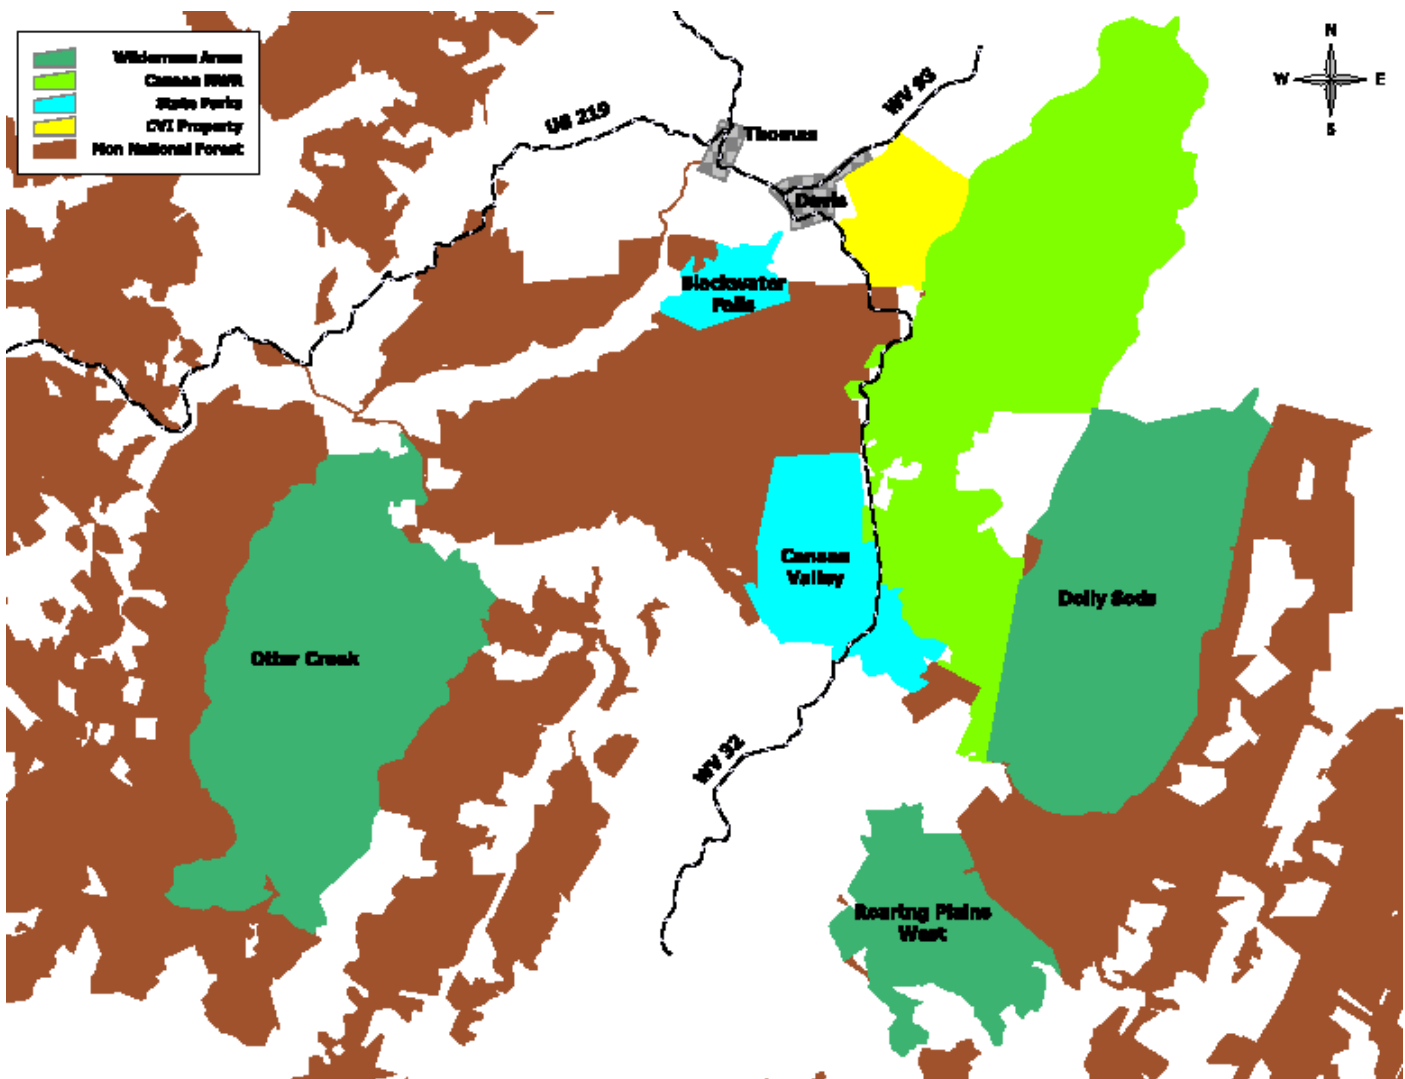 Wilderness Areas
Canaan NWR
State Parks
CVI Property
Mon National Forest
N
W E
S
US 219
WV 93
Thomas
Davis
Blackwater
Falls
Canaan
Valley
Dolly Sods
Otter Creek
WV 32
Roaring Plains
West